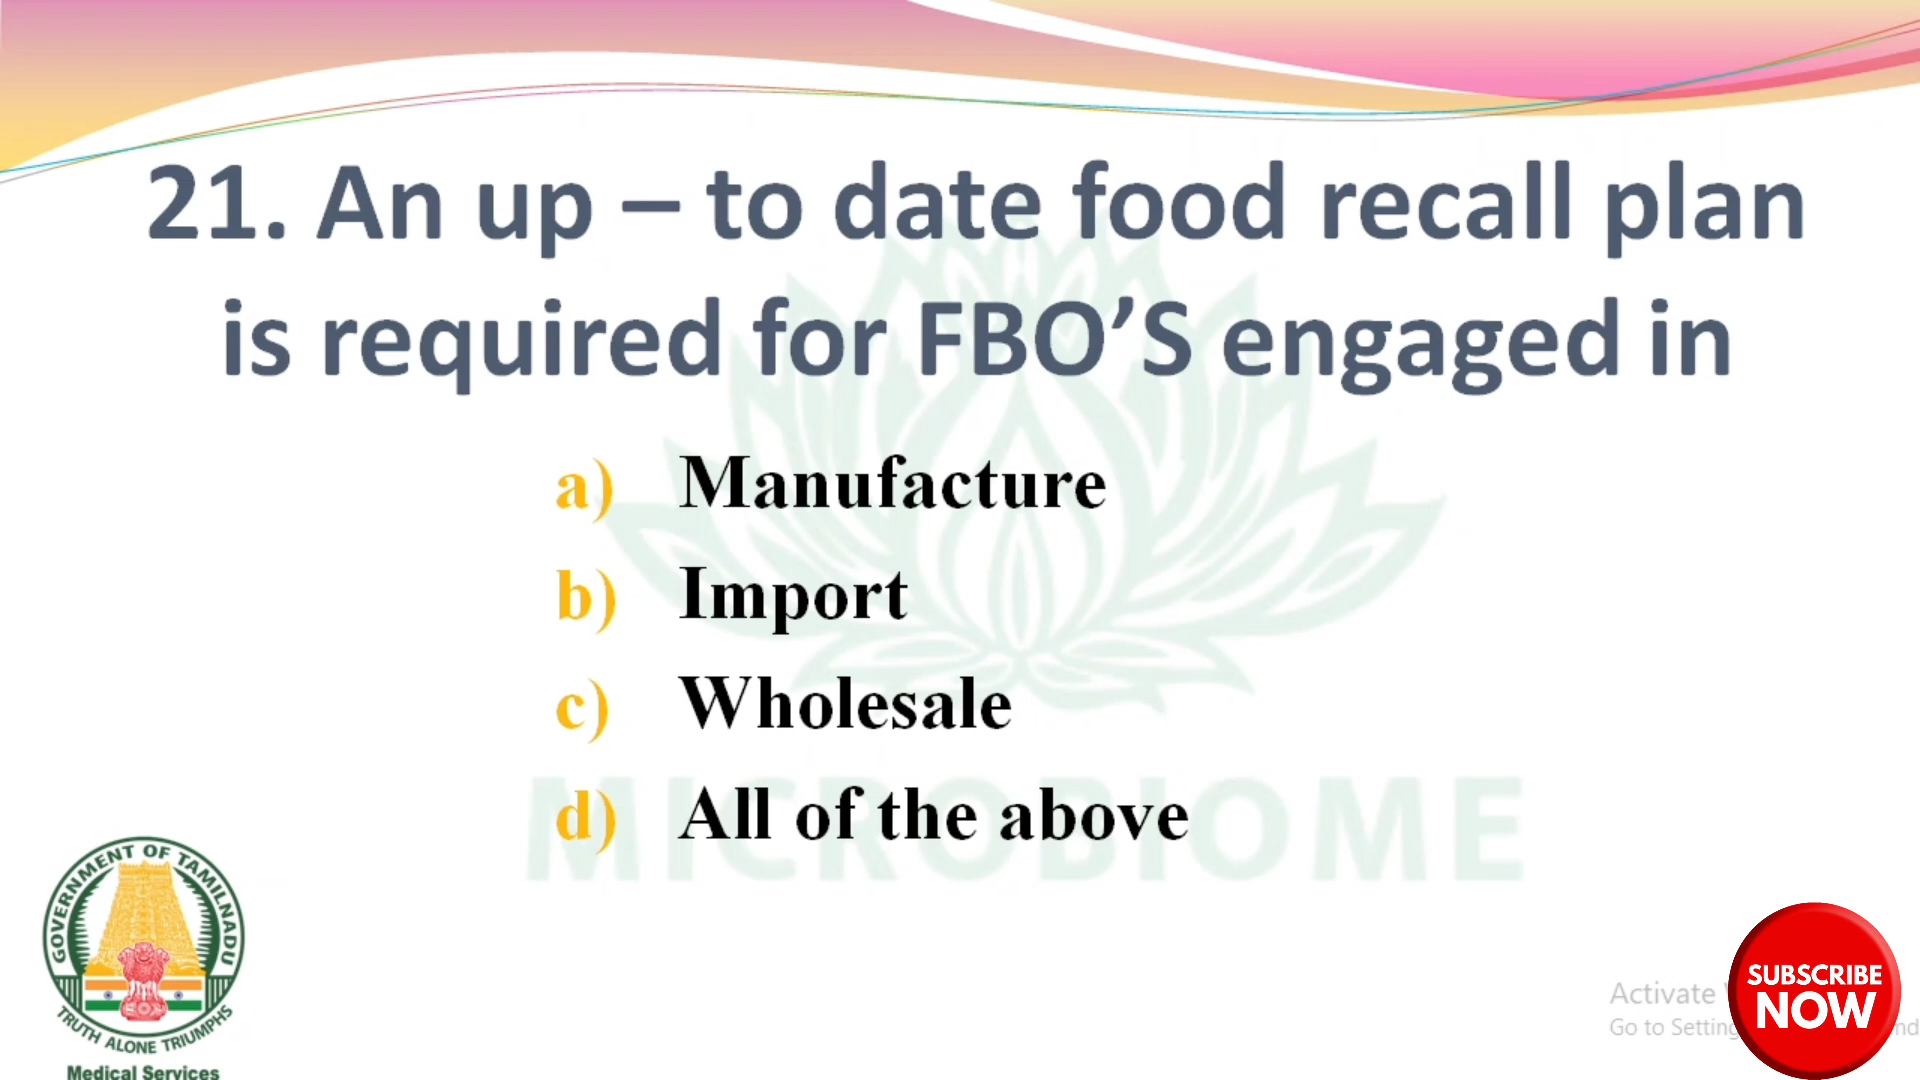 21. An up – to date food recall plan
is required for FBO’S engaged in
a) Manufacture
b) Import
c) Wholesale
d) All of the above
MICROBIOME
GOVERNMENT OF TAMILNADU
TRUTH ALONE TRIUMPHS
Medical Services
Activate
Go to Setting
SUBSCRIBE
NOW